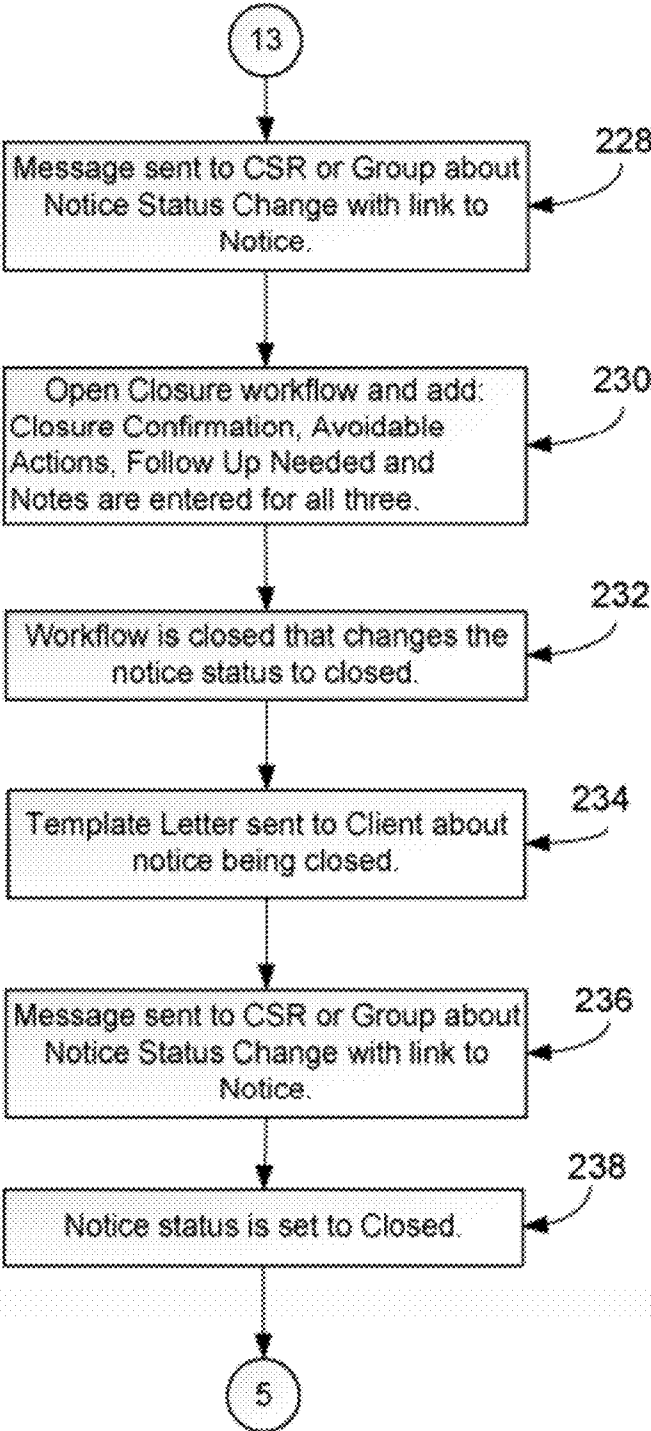 13
228
Message sent to CSR or Group about
Notice Status Change with link to
Notice.
230
Open Closure workflow and add:
Closure Confirmation, Avoidable
Actions, Follow Up Needed and
Notes are entered for all three.
232
Workflow is closed that changes the
notice status to closed.
234
Template Letter sent to Client about
notice being closed.
236
Message sent to CSR or Group about
Notice Status Change with link to
Notice.
238
Notice status is set to Closed.
5